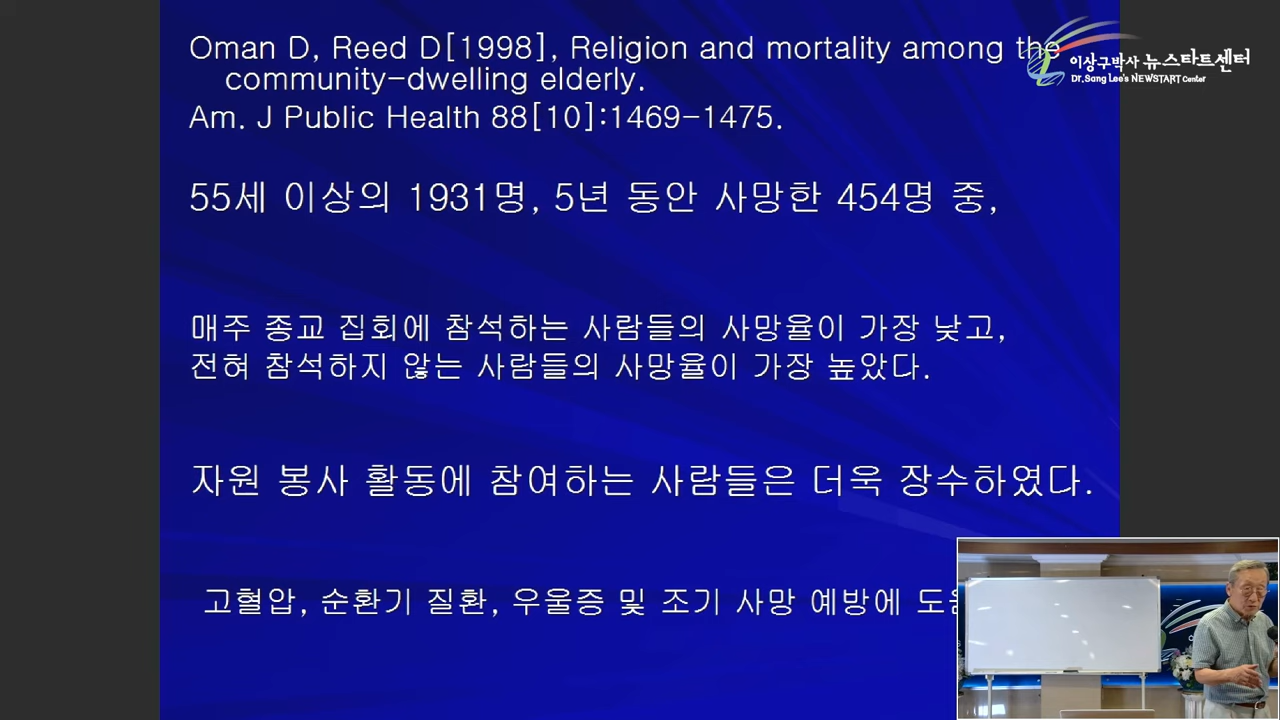 Oman D, Reed D[1998], Religion and mortality among the
community-dwelling elderly.
Am. J Public Health 88[10]:1469-1475.
이상구박사 뉴스타트센터
Dr. Sang Lee's NEWSTART Center
55세 이상의 1931명, 5년 동안 사망한 454명 중,
매주 종교 집회에 참석하는 사람들의 사망율이 가장 낮고,
전혀 참석하지 않는 사람들의 사망율이 가장 높았다.
자원 봉사 활동에 참여하는 사람들은 더욱 장수하였다.
고혈압, 순환기 질환, 우울증 및 조기 사망 예방에